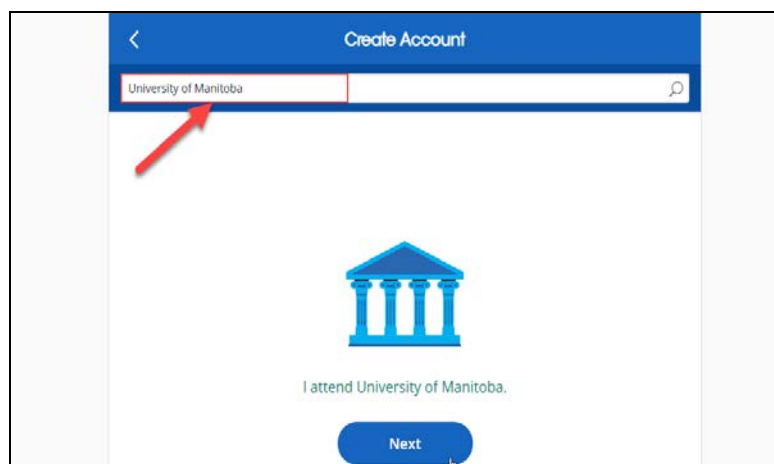 Create Account
University of Manitoba
I attend University of Manitoba.
Next